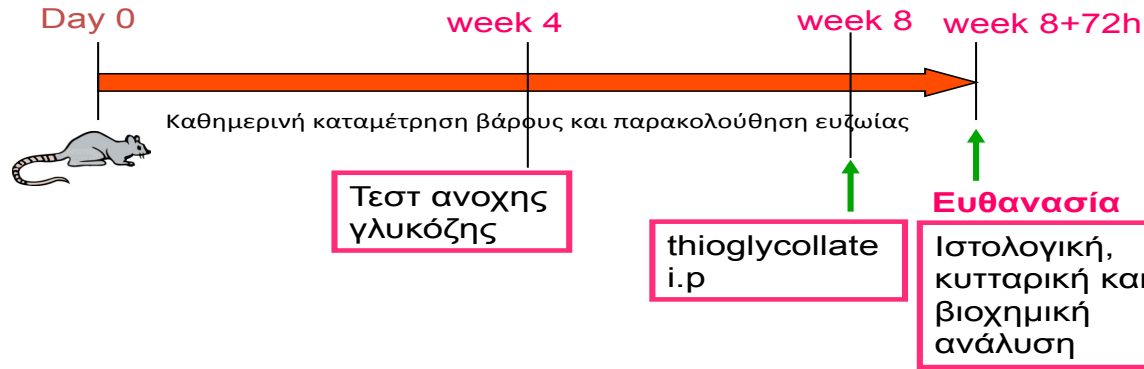 Day 0
week 4
week 8
week 8+72h
Καθημερινή καταμέτρηση βάρους και παρακολούθηση ευζωίας
Τεστ ανοχης
γλυκόζης
thioglycollate
i.p
Ευθανασία
Ιστολογική,
κυτταρική και
βιοχημική
ανάλυση